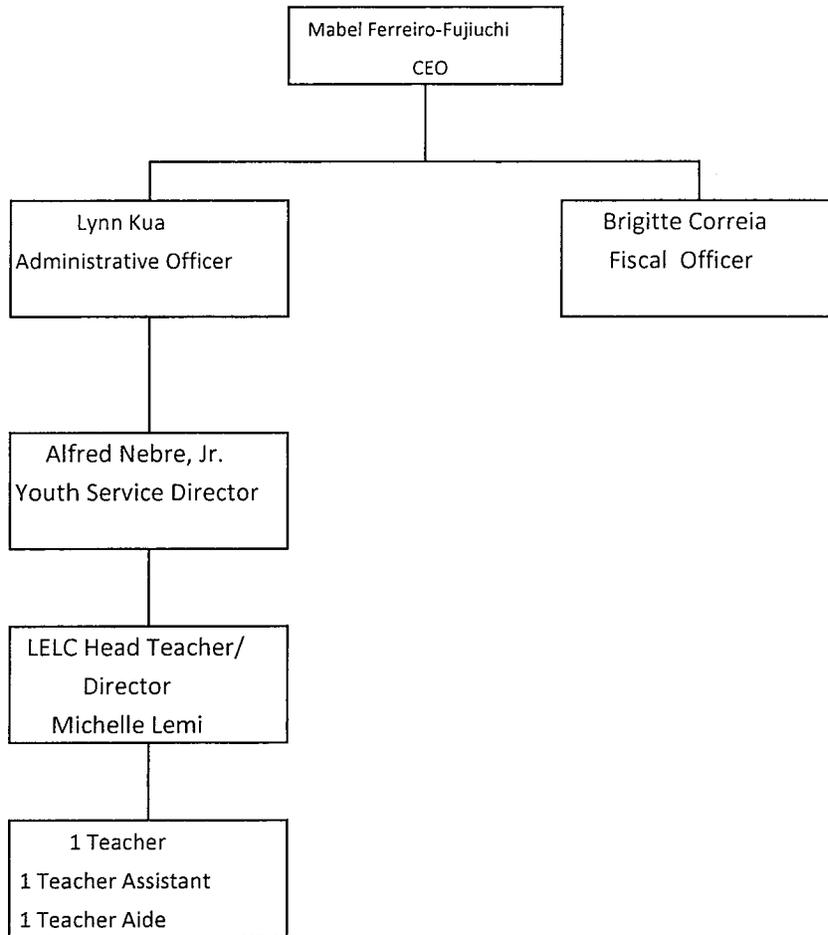 Mabel Ferreiro-Fujiuchi
CEO
Lynn Kua
Administrative Officer
Brigitte Correia
Fiscal Officer
Alfred Nebre, Jr.
Youth Service Director
LELC Head Teacher/
Director
Michelle Lemi
1 Teacher
1 Teacher Assistant
1 Teacher Aide